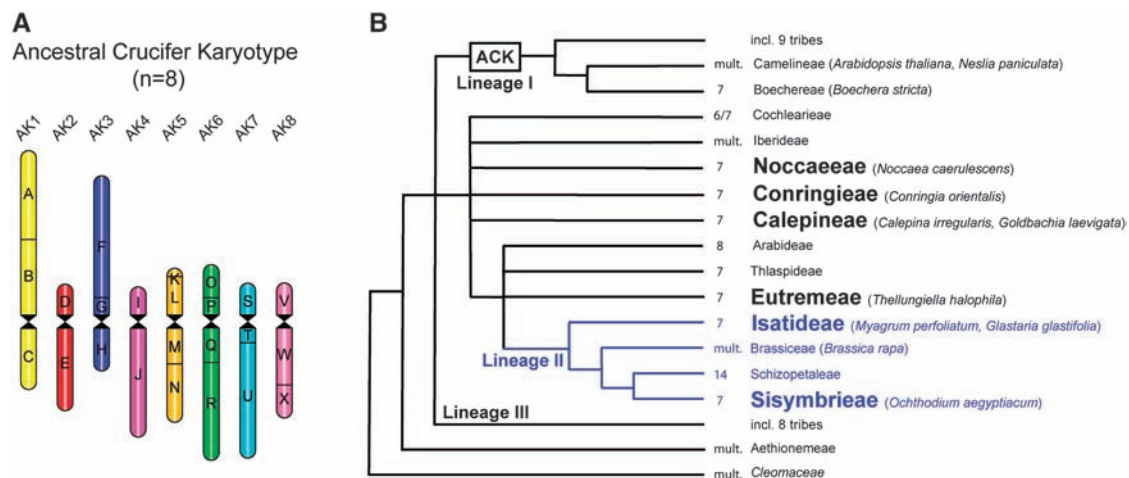 A
Ancestral Crucifer Karyotype
(n=8)
AK1 AK2 AK3 AK4 AK5 AK6 AK7 AK8
A
B
C
D
E
F
G
H
I
J
K
L
M
N
O
P
Q
R
S
T
U
V
W
X
B
ACK
Lineage I
Lineage II
Lineage III
incl. 9 tribes
mult. Camelineae (Arabidopsis thaliana, Neslia paniculata)
7 Boechereae (Boechera stricta)
6/7 Cochlearieae
mult. Iberideae
7 Noccaeeae (Noccaea caerulescens)
7 Conringieae (Conringia orientalis)
7 Calepineae (Calepina irregularis, Goldbachia laevigata)
8 Arabideae
7 Thlaspideae
7 Eutremeae (Thellungiella halophila)
7 Isatideae (Myagrum perfoliatum, Glastaria glastifolia)
mult. Brassiceae (Brassica rapa)
14 Schizopetaleae
7 Sisymbrieae (Ochthodium aegyptiacum)
incl. 8 tribes
mult. Aethionemeae
mult. Cleomaceae